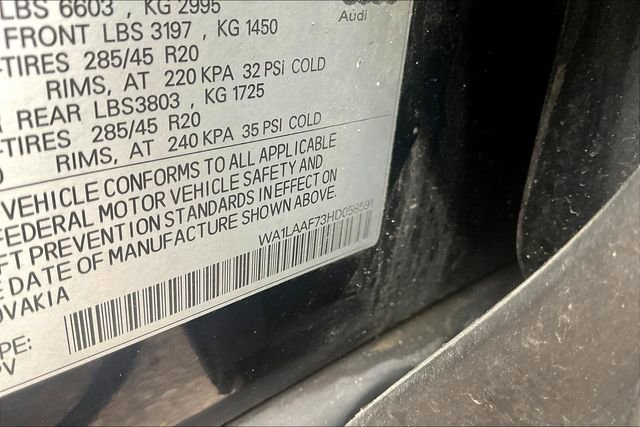 LBS 6603 , KG 2995
Audi
FRONT LBS 3197 , KG 1450
-TIRES 285/45 R20
RIMS, AT 220 KPA 32 PSI COLD
REAR LBS3803 , KG 1725
-TIRES 285/45 R20
RIMS, AT 240 KPA 35 PSI COLD
VEHICLE CONFORMS TO ALL APPLICABLE
FEDERAL MOTOR VEHICLE SAFETY AND
FT PREVENTION STANDARDS IN EFFECT ON
E DATE OF MANUFACTURE SHOWN ABOVE.
WA1LAAF73HD058591
OVAKIA
PE:
PV